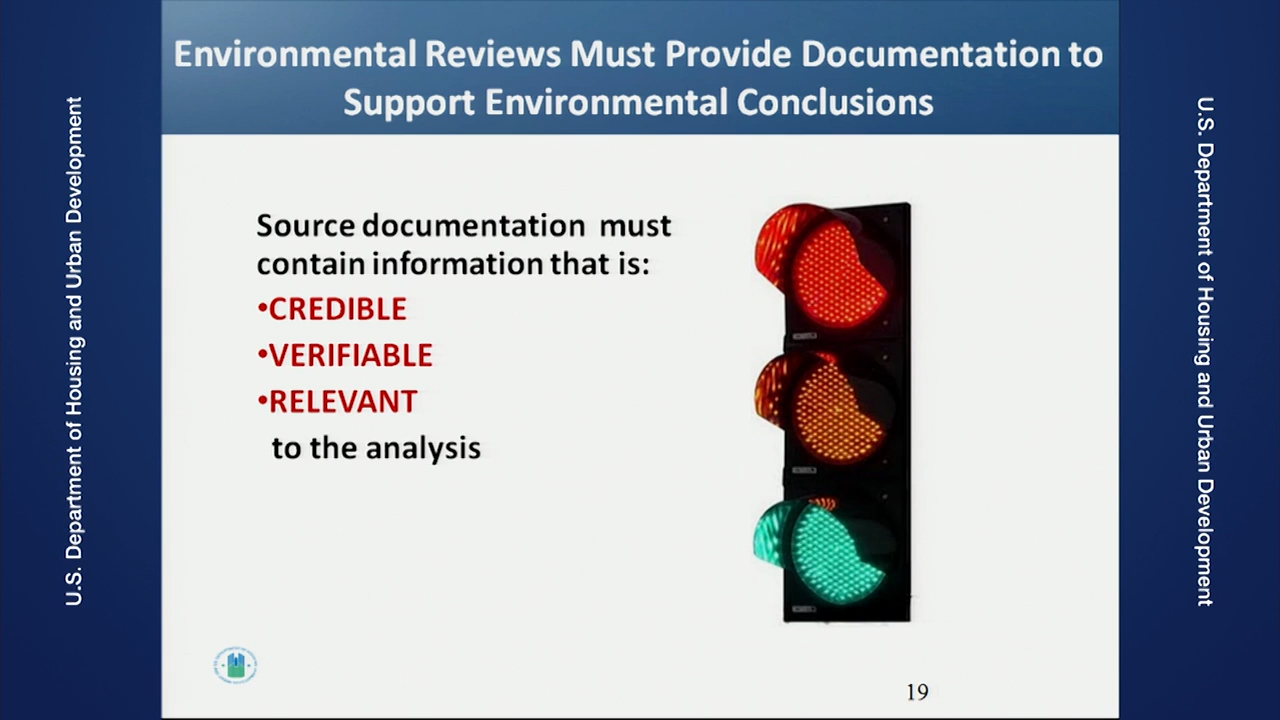 Environmental Reviews Must Provide Documentation to
Support Environmental Conclusions
U.S. Department of Housing and Urban Development
Source documentation must
contain information that is:
•CREDIBLE
•VERIFIABLE
•RELEVANT
to the analysis
19
U.S. Department of Housing and Urban Development